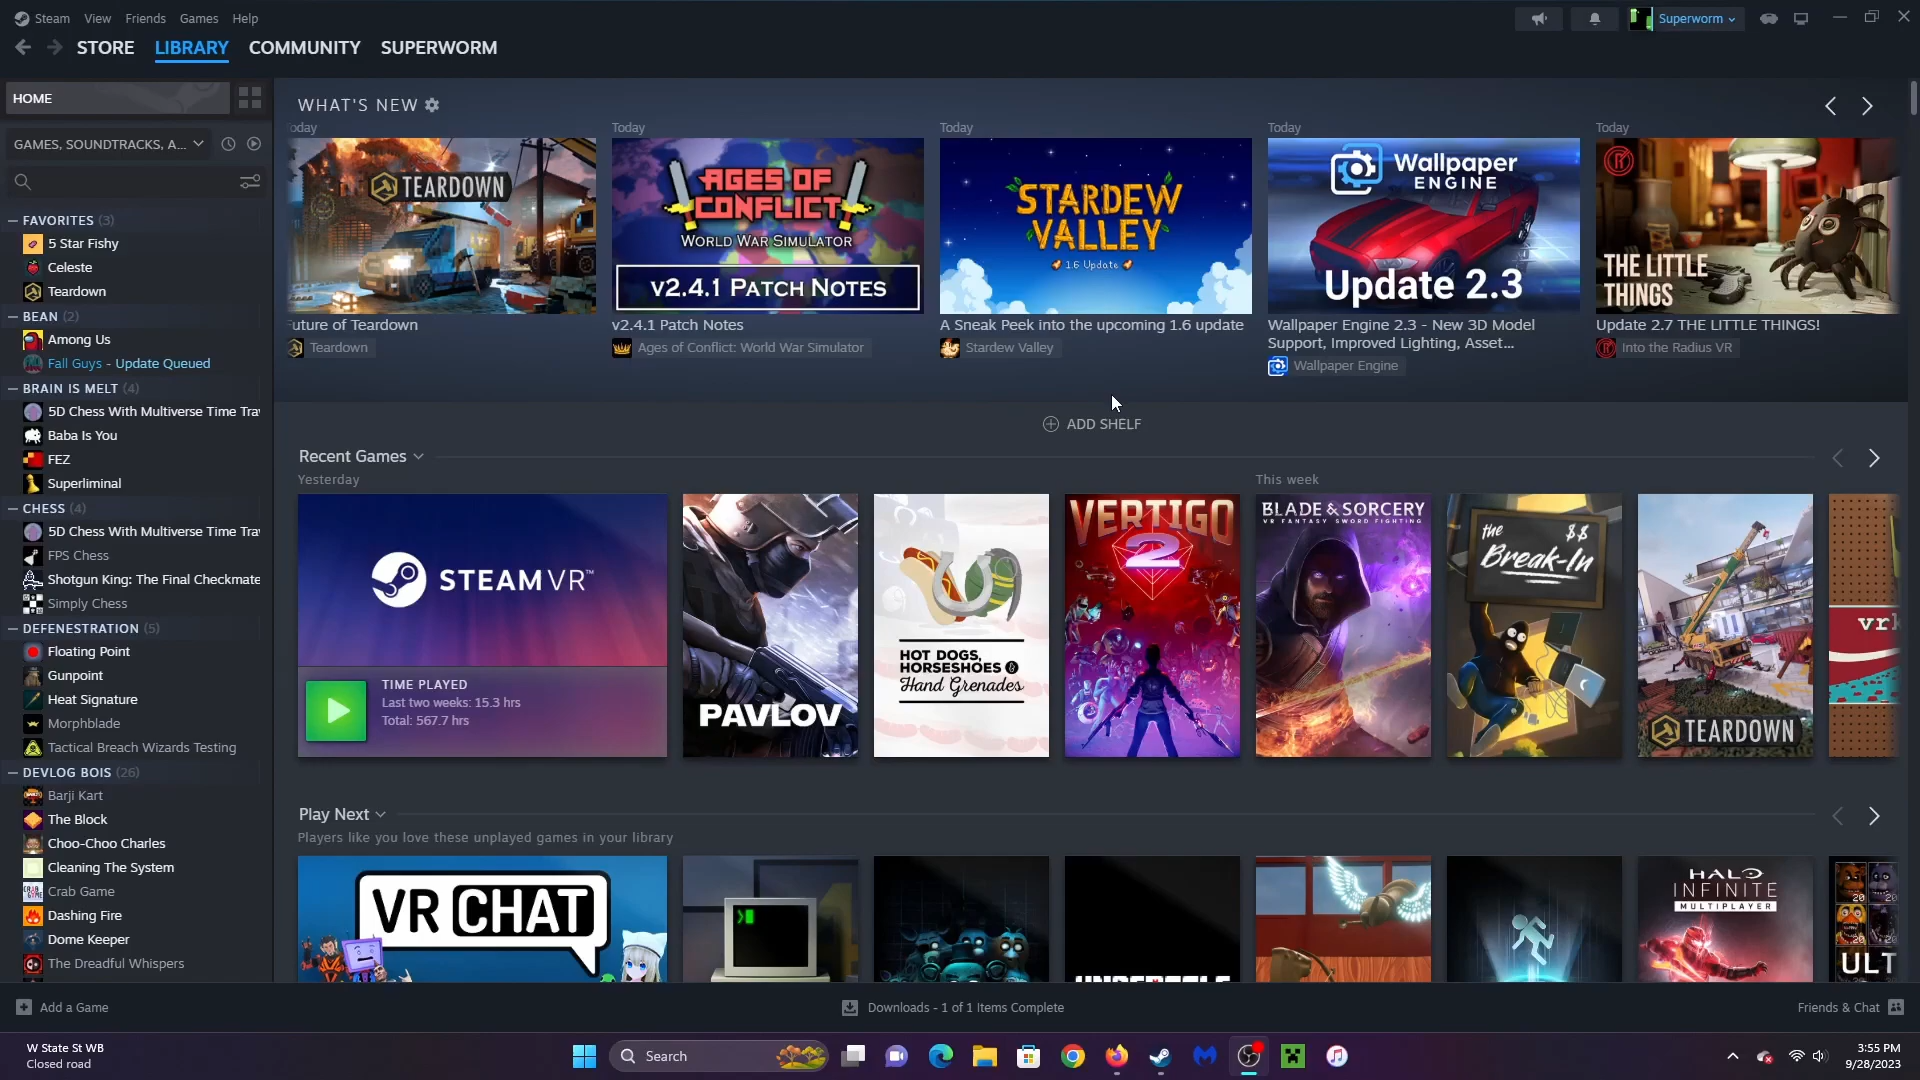 Steam View Friends Games Help
Superworm
STORE LIBRARY COMMUNITY SUPERWORM
HOME
GAMES, SOUNDTRACKS, A...
FAVORITES (3)
5 Star Fishy
Celeste
Teardown
BEAN (2)
Among Us
Fall Guys - Update Queued
BRAIN IS MELT (4)
5D Chess With Multiverse Time Tra
Baba Is You
FEZ
Superliminal
CHESS (4)
5D Chess With Multiverse Time Tra
FPS Chess
Shotgun King: The Final Checkmate
Simply Chess
DEFENESTRATION (5)
Floating Point
Gunpoint
Heat Signature
Morphblade
Tactical Breach Wizards Testing
DEVLOG BOIS (26)
Barji Kart
The Block
Choo-Choo Charles
Cleaning The System
Crab Game
Dashing Fire
Dome Keeper
The Dreadful Whispers
WHAT'S NEW
Today
TEARDOWN
Future of Teardown
Teardown
Today
AGES OF
CONFLICT
WORLD WAR SIMULATOR
v2.4.1 PATCH NOTES
v2.4.1 Patch Notes
Ages of Conflict: World War Simulator
Today
STARDEW
VALLEY
1.6 Update
A Sneak Peek into the upcoming 1.6 update
Stardew Valley
Today
Wallpaper
ENGINE
Update 2.3
Wallpaper Engine 2.3 - New 3D Model
Support, Improved Lighting, Asset...
Wallpaper Engine
Today
THE LITTLE
THINGS
Update 2.7 THE LITTLE THINGS!
Into the Radius VR
ADD SHELF
Recent Games
Yesterday
This week
STEAMVR™
TIME PLAYED
Last two weeks: 15.3 hrs
Total: 567.7 hrs
PAVLOV
HOT DOGS,
HORSESHOES &
Hand Grenades
VERTIGO
2
BLADE & SORCERY
VR FANTASY SWORD FIGHTING
the $$
Break-In
TEARDOWN
vrk
Play Next
Players like you love these unplayed games in your library
VRCHAT
HALO
INFINITE
MULTIPLAYER
20 20
20 20
ULT
Add a Game
Downloads - 1 of 1 Items Complete
Friends & Chat
W State St WB
Closed road
Search
3:55 PM
9/28/2023